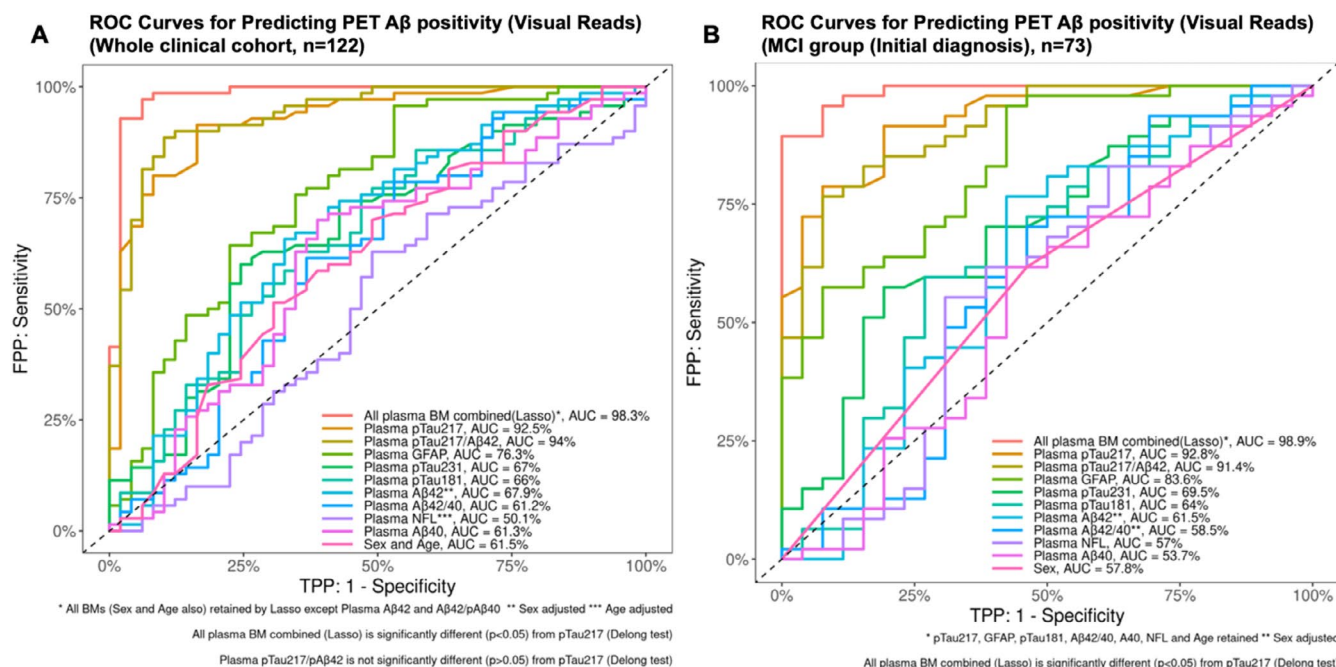 A
ROC Curves for Predicting PET Aβ positivity (Visual Reads)
(Whole clinical cohort, n=122)
100%
75%
50%
25%
0%
FPP: Sensitivity
All plasma BM combined(Lasso)*, AUC = 98.3%
Plasma pTau217, AUC = 92.5%
Plasma pTau217/Aβ42, AUC = 94%
Plasma GFAP, AUC = 76.3%
Plasma pTau231, AUC = 67%
Plasma pTau181, AUC = 66%
Plasma Aβ42**, AUC = 67.9%
Plasma Aβ42/40, AUC = 61.2%
Plasma NFL***, AUC = 50.1%
Plasma Aβ40, AUC = 61.3%
Sex and Age, AUC = 61.5%
0% 25% 50% 75% 100%
TPP: 1 - Specificity
* All BMs (Sex and Age also) retained by Lasso except Plasma Aβ42 and Aβ42/pAβ40 ** Sex adjusted *** Age adjusted
All plasma BM combined (Lasso) is significantly different (p<0.05) from pTau217 (Delong test)
Plasma pTau217/pAβ42 is not significantly different (p>0.05) from pTau217 (Delong test)
B
ROC Curves for Predicting PET Aβ positivity (Visual Reads)
(MCI group (Initial diagnosis), n=73)
100%
75%
50%
25%
0%
FPP: Sensitivity
All plasma BM combined(Lasso)*, AUC = 98.9%
Plasma pTau217, AUC = 92.8%
Plasma pTau217/Aβ42, AUC = 91.4%
Plasma GFAP, AUC = 83.6%
Plasma pTau231, AUC = 69.5%
Plasma pTau181, AUC = 64%
Plasma Aβ42**, AUC = 61.5%
Plasma Aβ42/40**, AUC = 58.5%
Plasma NFL, AUC = 57%
Plasma Aβ40, AUC = 53.7%
Sex, AUC = 57.8%
0% 25% 50% 75% 100%
TPP: 1 - Specificity
* pTau217, GFAP, pTau181, Aβ42/40, A40, NFL and Age retained ** Sex adjusted
All plasma BM combined (Lasso) is significantly different (p<0.05) from pTau217 (Delong test)